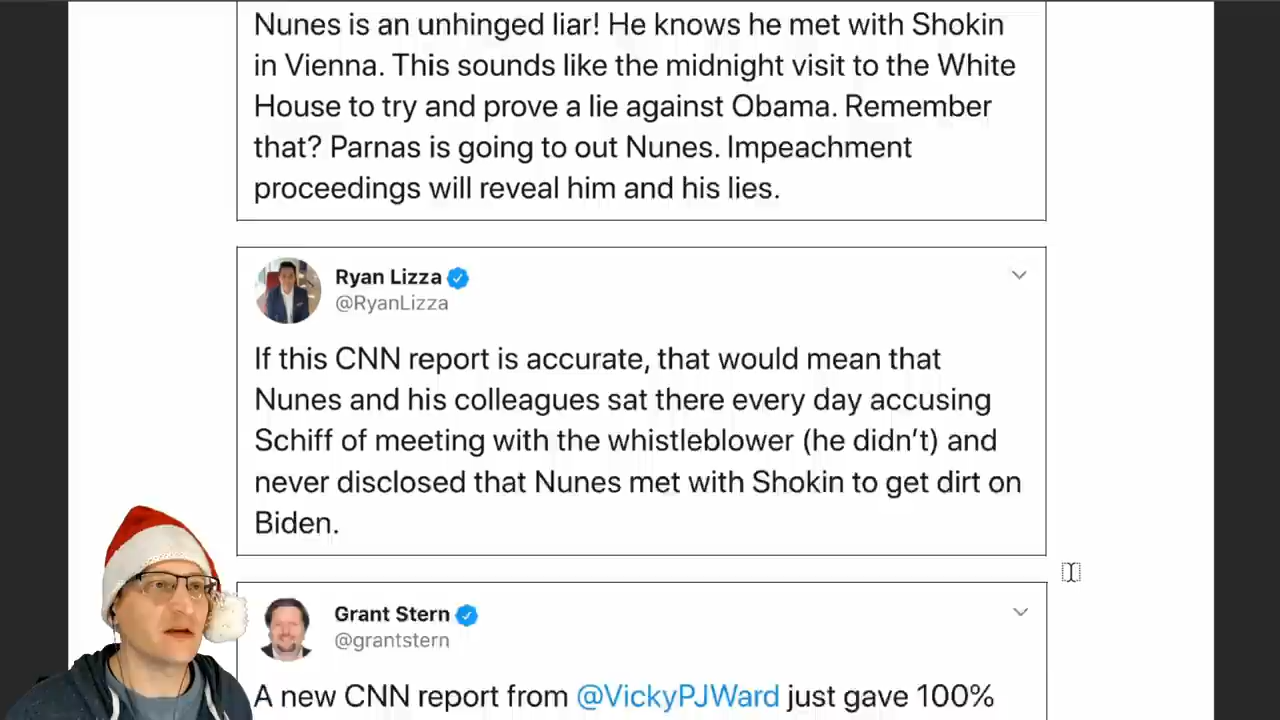 Nunes is an unhinged liar! He knows he met with Shokin
in Vienna. This sounds like the midnight visit to the White
House to try and prove a lie against Obama. Remember
that? Parnas is going to out Nunes. Impeachment
proceedings will reveal him and his lies.
Ryan Lizza
@RyanLizza
If this CNN report is accurate, that would mean that
Nunes and his colleagues sat there every day accusing
Schiff of meeting with the whistleblower (he didn’t) and
never disclosed that Nunes met with Shokin to get dirt on
Biden.
Grant Stern
@grantstern
A new CNN report from @VickyPJWard just gave 100%